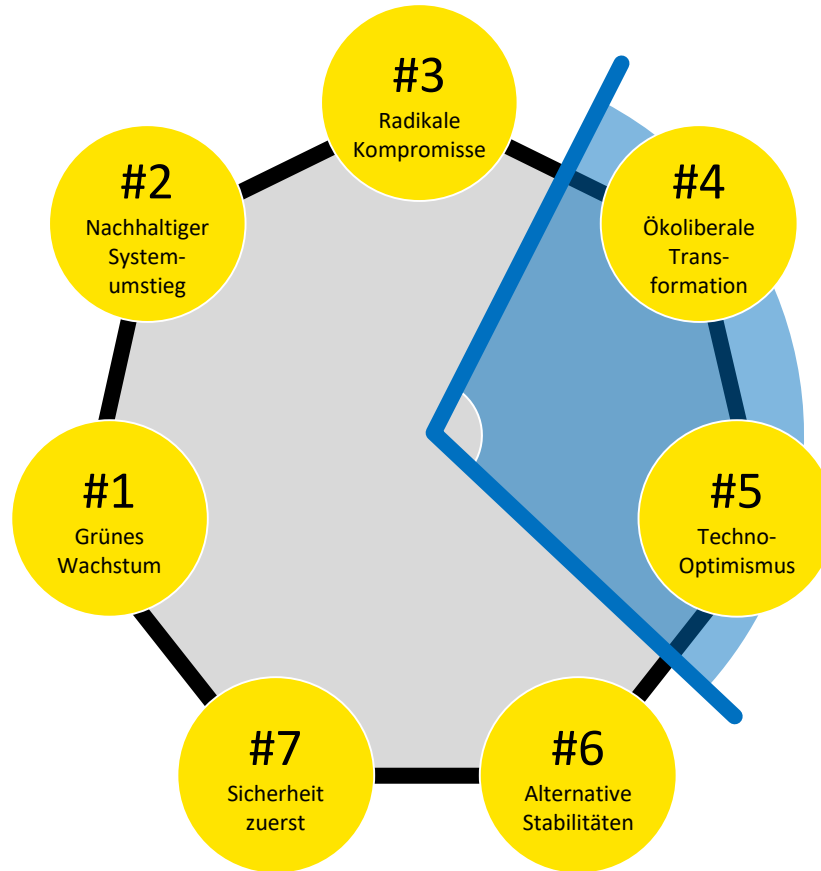 #3
Radikale
Kompromisse
#2
Nachhaltiger
System-
umstieg
#4
Ökoliberale
Trans-
formation
#1
Grünes
Wachstum
#5
Techno-
Optimismus
#7
Sicherheit
zuerst
#6
Alternative
Stabilitäten